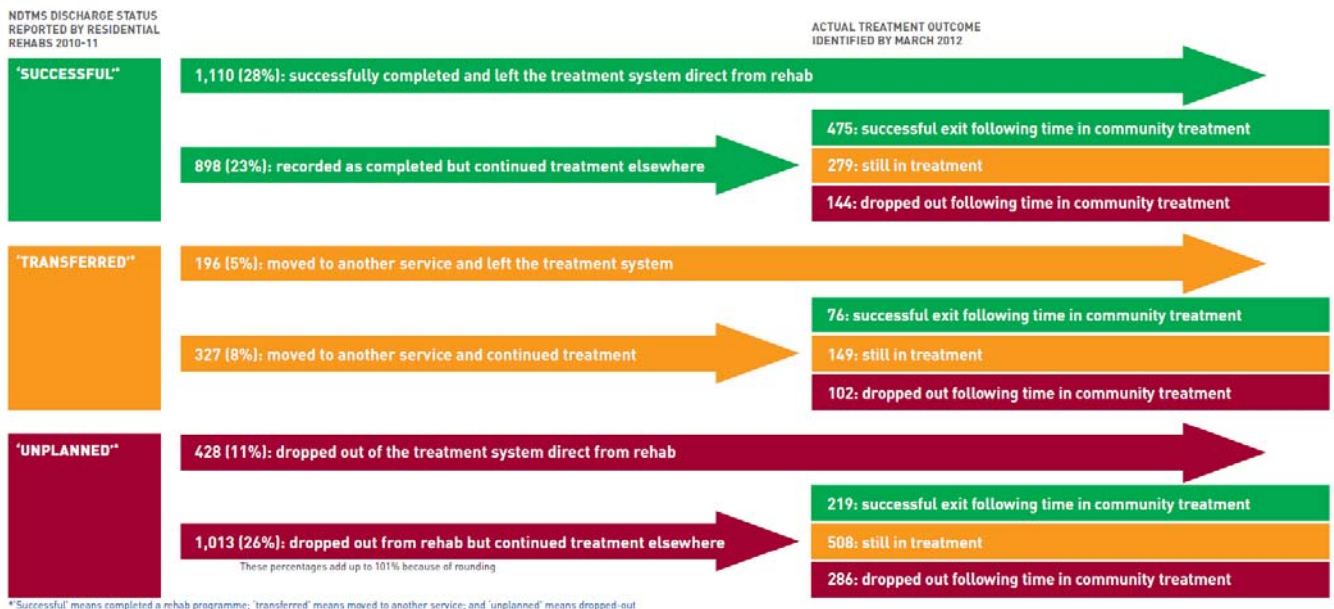 NDTMS DISCHARGE STATUS
REPORTED BY RESIDENTIAL
REHABS 2010-11
ACTUAL TREATMENT OUTCOME
IDENTIFIED BY MARCH 2012
'SUCCESSFUL'*
1,110 (28%): successfully completed and left the treatment system direct from rehab
898 (23%): recorded as completed but continued treatment elsewhere
475: successful exit following time in community treatment
279: still in treatment
144: dropped out following time in community treatment
'TRANSFERRED'*
196 (5%): moved to another service and left the treatment system
327 (8%): moved to another service and continued treatment
76: successful exit following time in community treatment
149: still in treatment
102: dropped out following time in community treatment
'UNPLANNED'*
428 (11%): dropped out of the treatment system direct from rehab
1,013 (26%): dropped out from rehab but continued treatment elsewhere
These percentages add up to 101% because of rounding
219: successful exit following time in community treatment
508: still in treatment
286: dropped out following time in community treatment
*'Successful' means completed a rehab programme; 'transferred' means moved to another service; and 'unplanned' means dropped-out